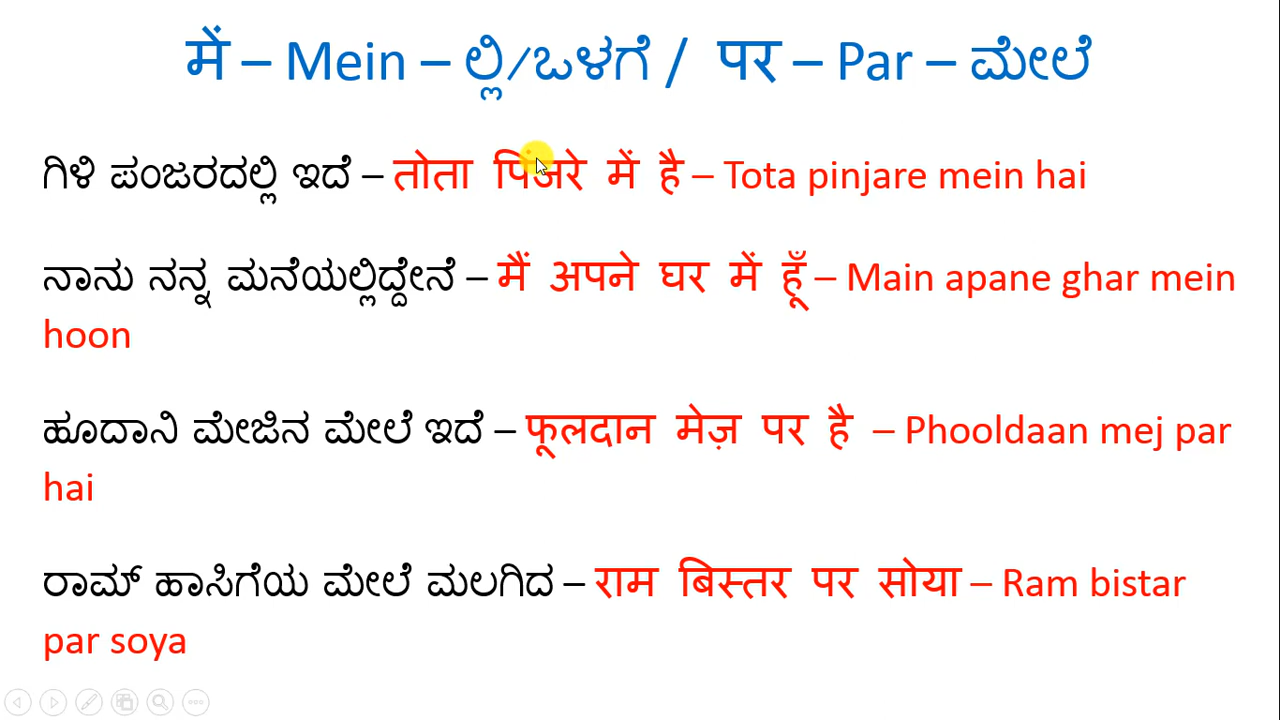 में – Mein – ಲ್ಲಿ/ಒಳಗೆ / पर – Par – ಮೇಲೆ
ಗಿಳಿ ಪಂಜರದಲ್ಲಿ ಇದೆ – तोता पिंजरे में है – Tota pinjare mein hai
ನಾನು ನನ್ನ ಮನೆಯಲ್ಲಿದ್ದೇನೆ – मैं अपने घर में हूँ – Main apane ghar mein
hoon
ಹೂದಾನಿ ಮೇಜಿನ ಮೇಲೆ ಇದೆ – फूलदान मेज़ पर है – Phooldaan mej par
hai
ರಾಮ್ ಹಾಸಿಗೆಯ ಮೇಲೆ ಮಲಗಿದ – राम बिस्तर पर सोया – Ram bistar
par soya